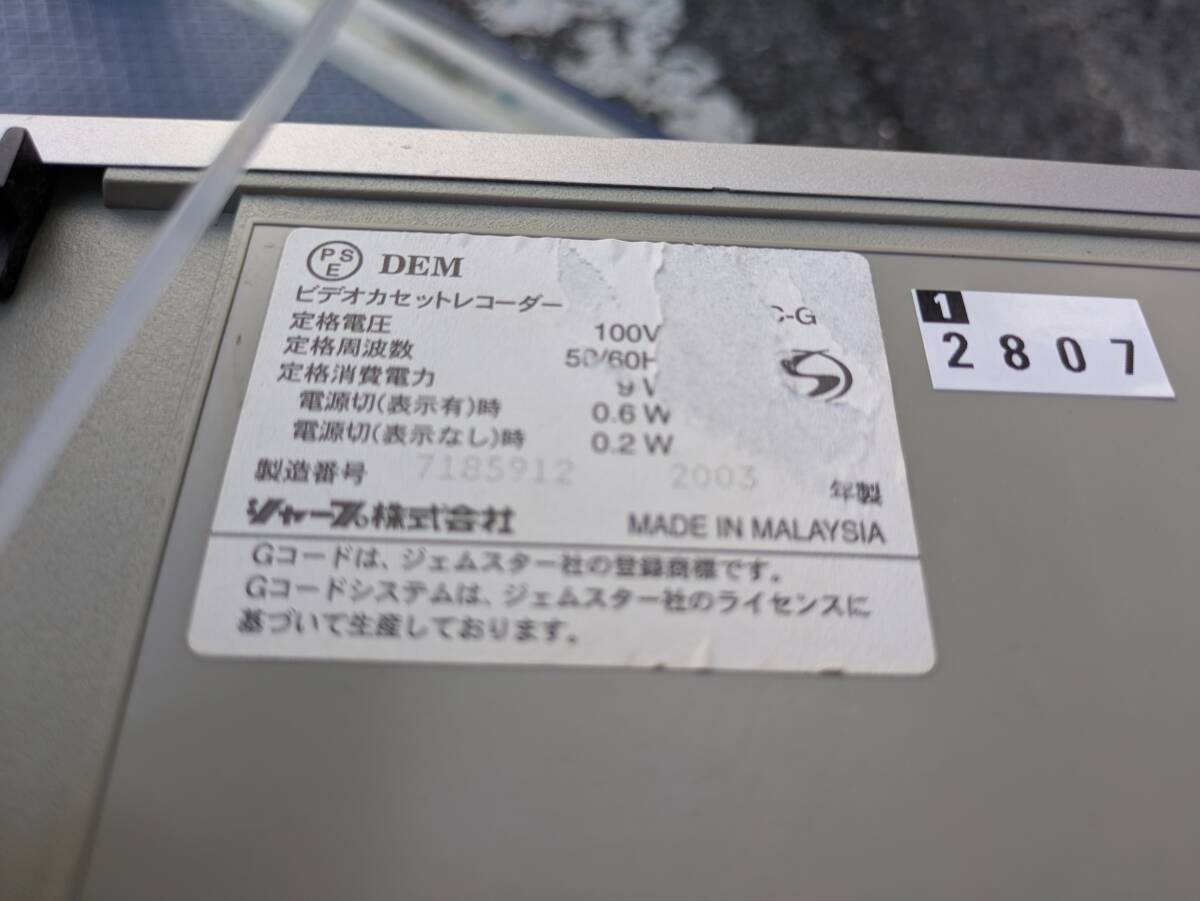 PSE DEM
ビデオカセットレコーダー C-G
定格電圧 100V
定格周波数 50/60H
定格消費電力 9
電源切(表示有)時 0.6 W
電源切(表示なし)時 0.2 W
製造番号 7185912 2003 年製
シャープ株式会社 MADE IN MALAYSIA
Gコードは、ジェムスター社の登録商標です。
Gコードシステムは、ジェムスター社のライセンスに
基づいて生産しております。
1
2807